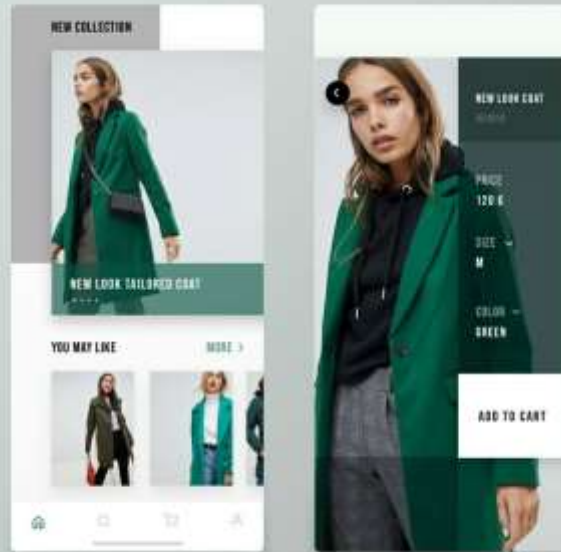 NEW COLLECTION
NEW LOOK TAILORED COAT
YOU MAY LIKE
MORE >
NEW LOOK COAT
PRICE
120 €
SIZE
M
COLOR
GREEN
ADD TO CART